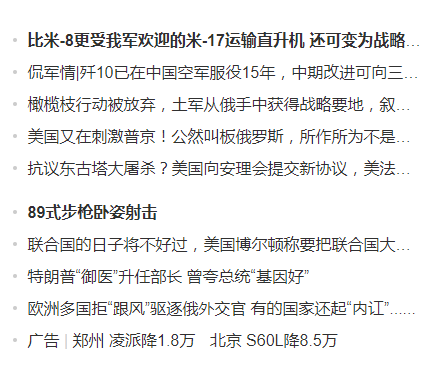 比米-8更受我军欢迎的米-17运输直升机 还可变为战略...
侃军情|歼10已在中国空军服役15年，中期改进可向三...
橄榄枝行动被放弃，土军从俄手中获得战略要地，叙...
美国又在刺激普京！公然叫板俄罗斯，所作所为不是...
抗议东古塔大屠杀？美国向安理会提交新协议，美法...
89式步枪卧姿射击
联合国的日子将不好过，美国博尔顿称要把联合国大...
特朗普“御医”升任部长 曾夸总统“基因好”
欧洲多国拒“跟风”驱逐俄外交官 有的国家还起“内讧”......
广告 | 郑州 凌派降1.8万 北京 S60L降8.5万